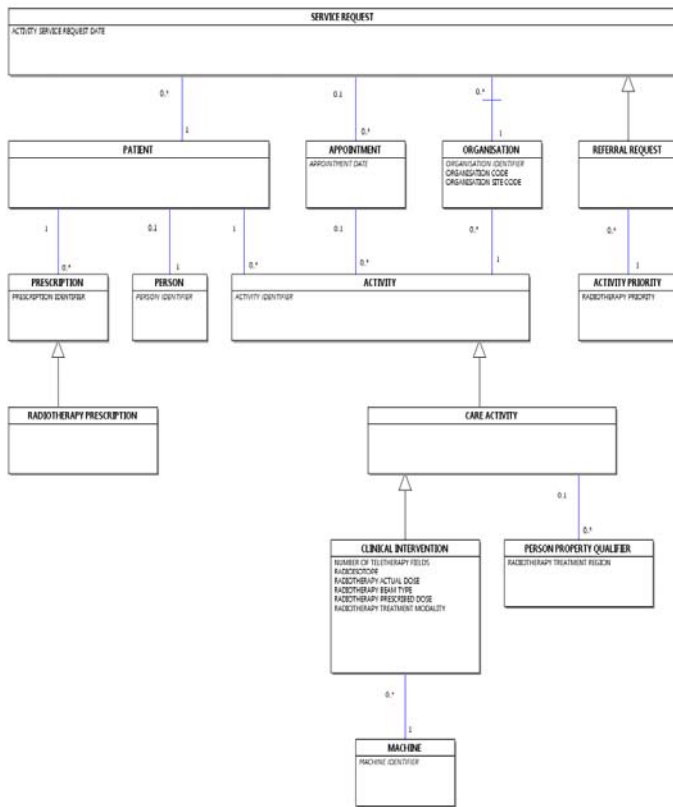 SERVICE REQUEST
ACTIVITY SERVICE REQUEST DATE
0..* 0..1 0..*
1 0..* 1
PATIENT APPOINTMENT ORGANISATION REFERRAL REQUEST
APPOINTMENT DATE ORGANISATION IDENTIFIER
ORGANISATION CODE
ORGANISATION SITE CODE
1 0..1 1 0..1 0..* 0..*
0..* 1 0..* 0..* 1 1
PRESCRIPTION PERSON ACTIVITY ACTIVITY PRIORITY
PRESCRIPTION IDENTIFIER PERSON IDENTIFIER ACTIVITY IDENTIFIER RADIOTHERAPY PRIORITY
RADIOTHERAPY PRESCRIPTION CARE ACTIVITY
0..1
0..*
CLINICAL INTERVENTION PERSON PROPERTY QUALIFIER
NUMBER OF TELETHERAPY FIELDS RADIOTHERAPY TREATMENT REGION
RADIOISOTOPE
RADIOTHERAPY ACTUAL DOSE
RADIOTHERAPY BEAM TYPE
RADIOTHERAPY PRESCRIBED DOSE
RADIOTHERAPY TREATMENT MODALITY
0..*
1
MACHINE
MACHINE IDENTIFIER